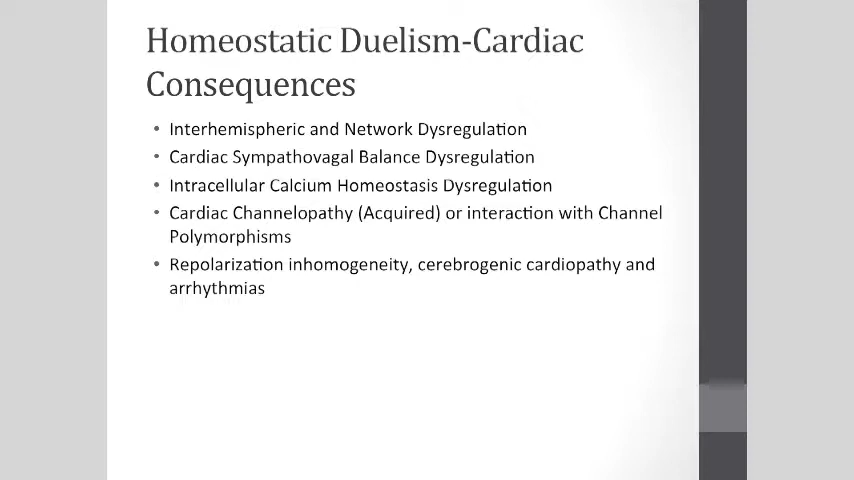 Homeostatic Duelism-Cardiac
Consequences
• Interhemispheric and Network Dysregulation
• Cardiac Sympathovagal Balance Dysregulation
• Intracellular Calcium Homeostasis Dysregulation
• Cardiac Channelopathy (Acquired) or interaction with Channel
Polymorphisms
• Repolarization inhomogeneity, cerebrogenic cardiopathy and
arrhythmias